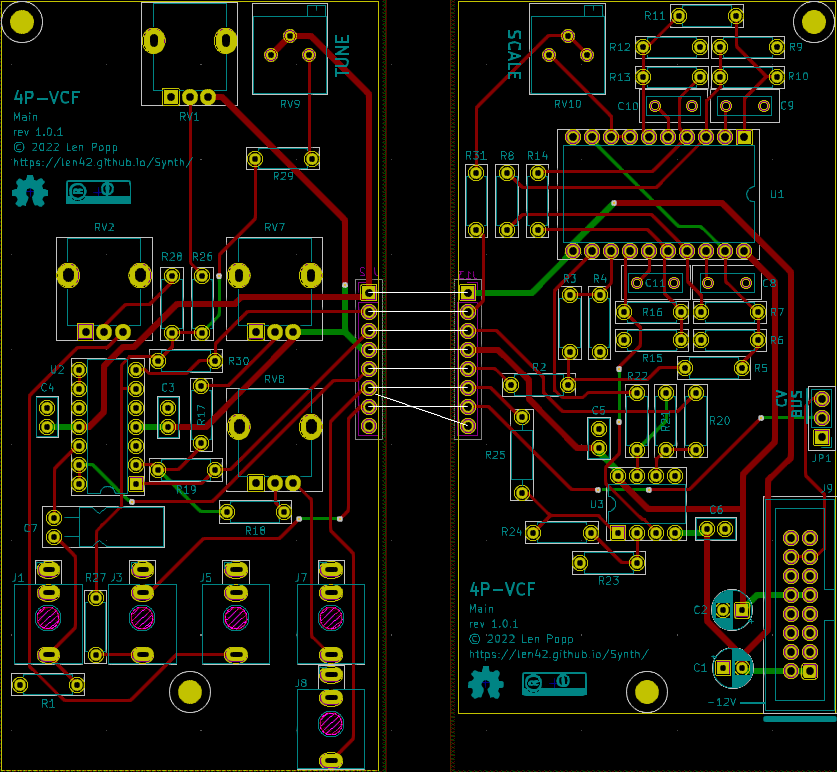 R11
TUNE
SCALE
R12
R9
R13
R10
4P-VCF
Main
rev 1.0.1
© 2022 Len Popp
https://len42.github.io/Synth/
RV1
RV9
RV10
C10
C9
R29
R31
R8
R14
U1
RV2
R28
R26
RV7
R3
R4
C11
C8
R16
R7
R30
R15
R6
U2
RV8
R2
R5
C4
C3
R17
R22
R21
R20
CV
BUS
C5
R25
JP1
R19
U3
J9
C7
R18
R24
C6
J1
R27
J3
J5
J7
R23
4P-VCF
Main
rev 1.0.1
© 2022 Len Popp
https://len42.github.io/Synth/
C2
C1
R1
J8
-12V